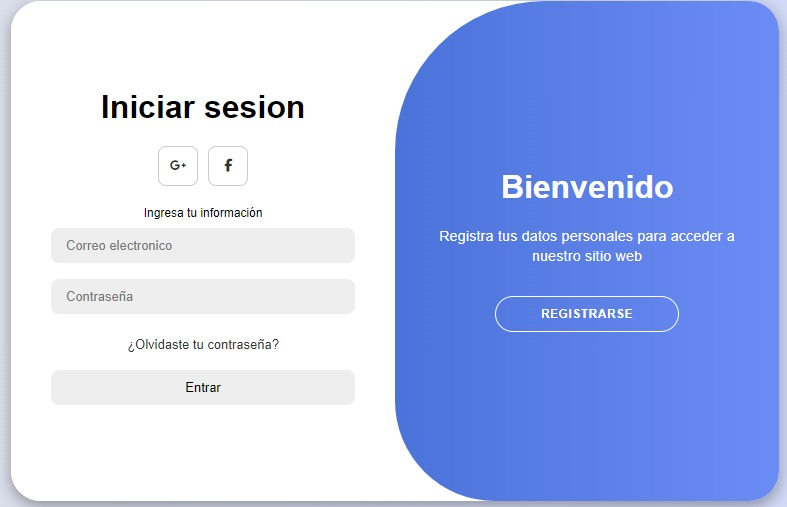 Iniciar sesion
G+ f
Ingresa tu información
Correo electronico
Contraseña
¿Olvidaste tu contraseña?
Entrar
Bienvenido
Registra tus datos personales para acceder a
nuestro sitio web
REGISTRARSE